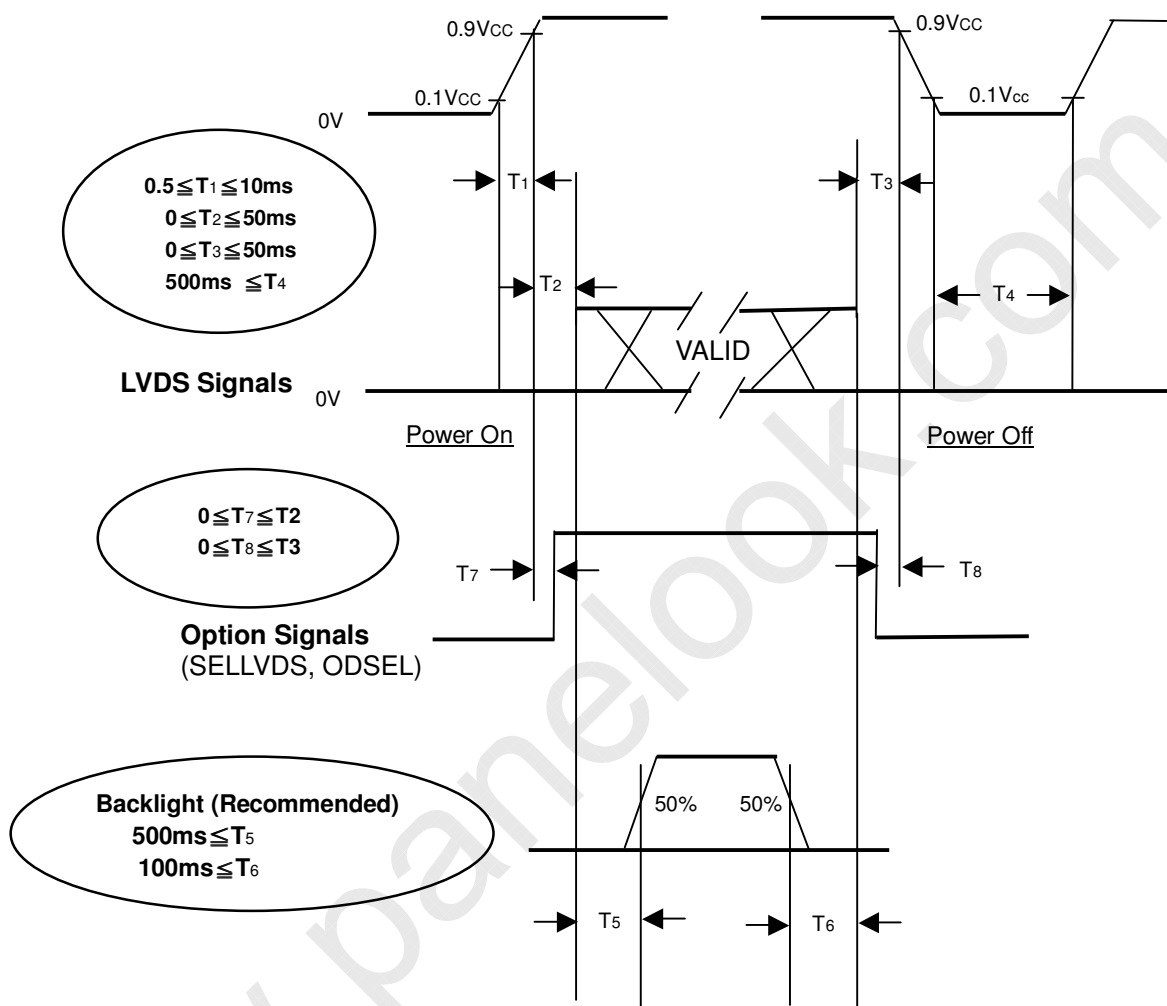 0.9VCC
0.9VCC
0.1VCC
0.1Vcc
0V
0.5≦T1≦10ms
0≦T2≦50ms
0≦T3≦50ms
500ms ≦T4
T1
T3
T2
T4
VALID
LVDS Signals
0V
Power On
Power Off
0≦T7≦T2
0≦T8≦T3
T7
T8
Option Signals
(SELLVDS, ODSEL)
Backlight (Recommended)
500ms≦T5
100ms≦T6
50%
50%
T5
T6
panelook.com